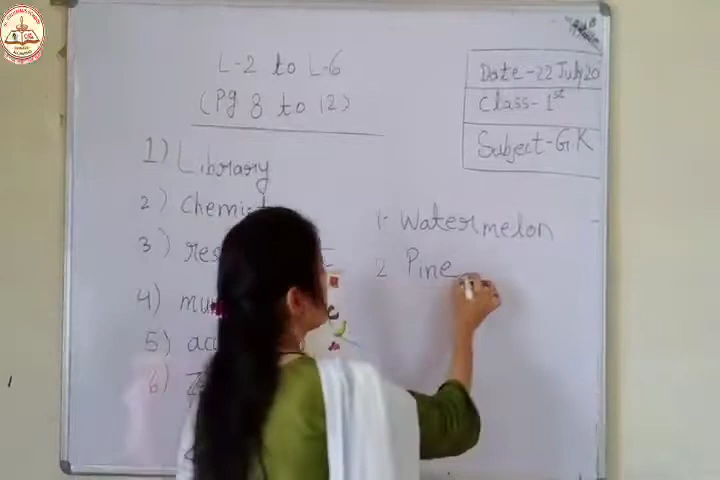 L-2 to L-6
(Pg 8 to 12)
Date - 22 July 20
Class - 1st
Subject - GK
1) Library
2) Chemist
3) res
4) mu
5) ac
6)
1. Watermelon
2 Pine